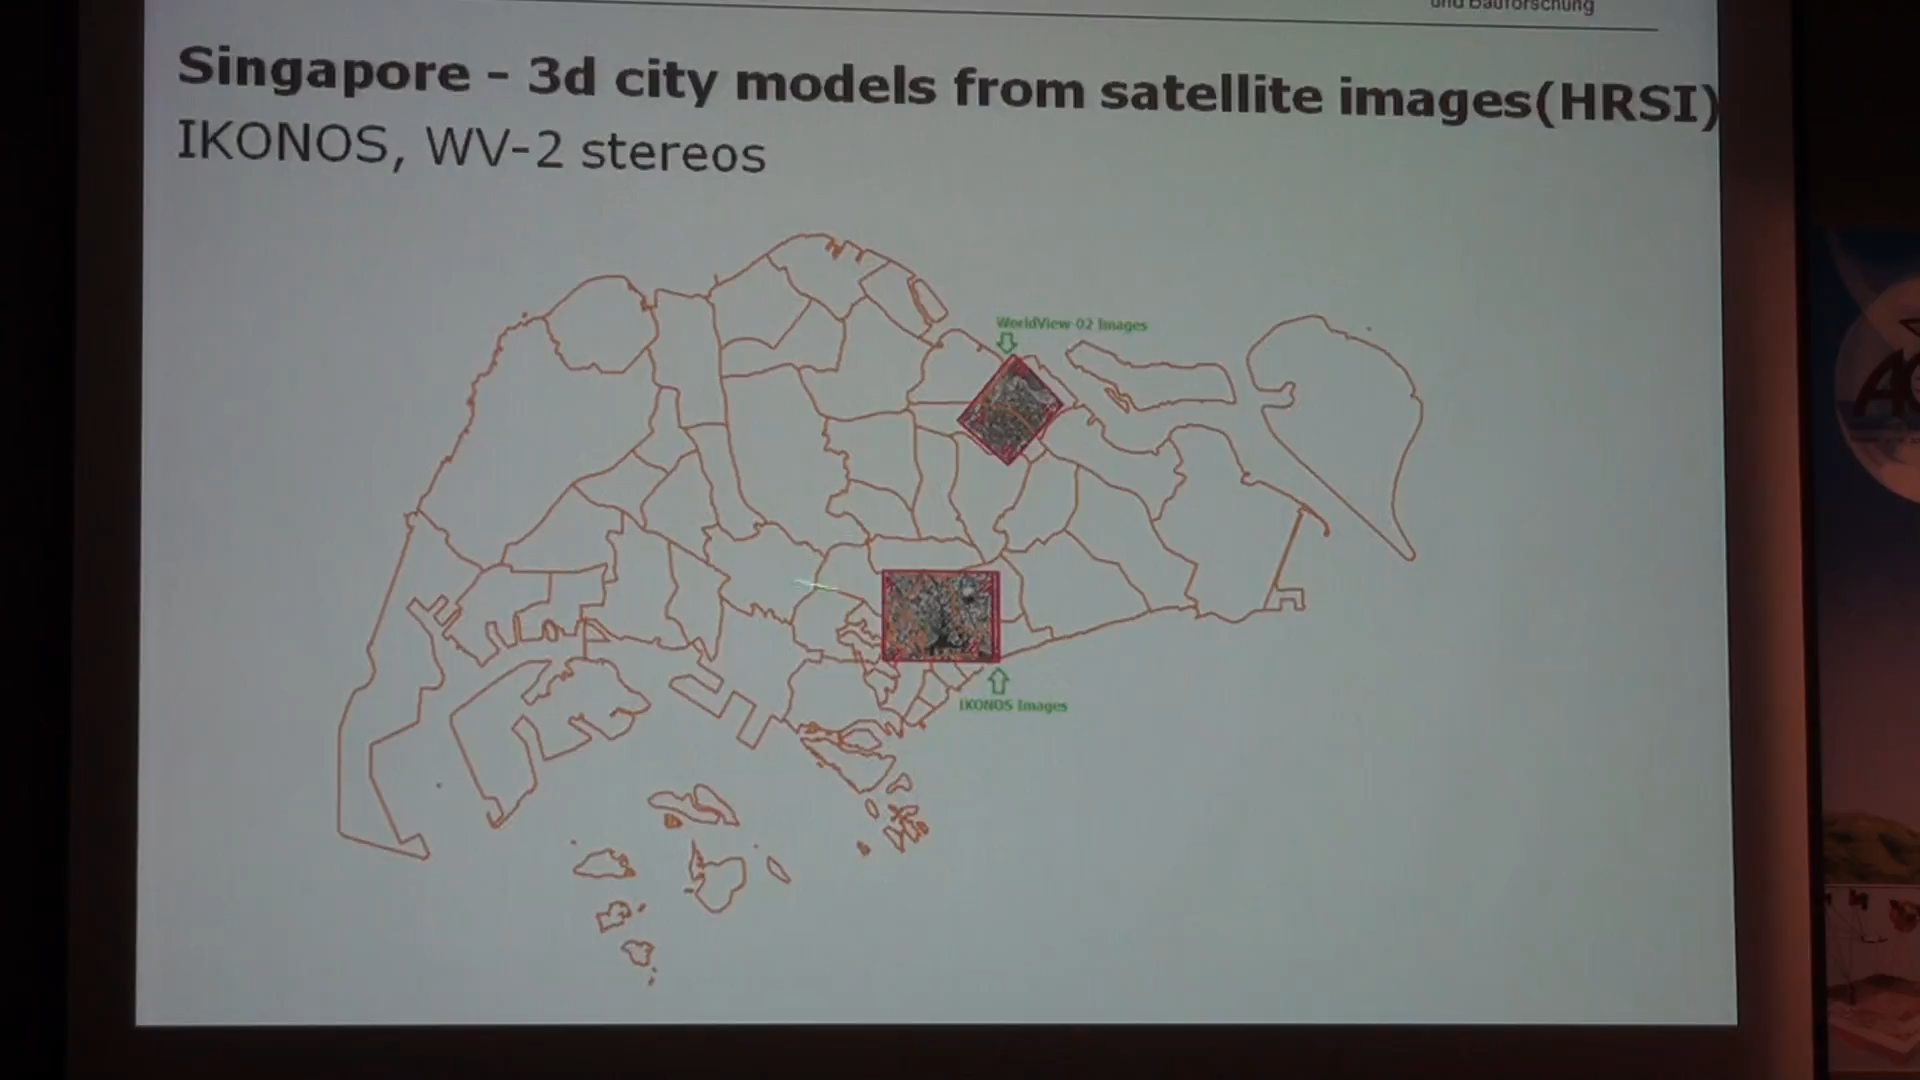 und Bauforschung
Singapore - 3d city models from satellite images(HRSI)
IKONOS, WV-2 stereos
WorldView-02 Images
IKONOS Images